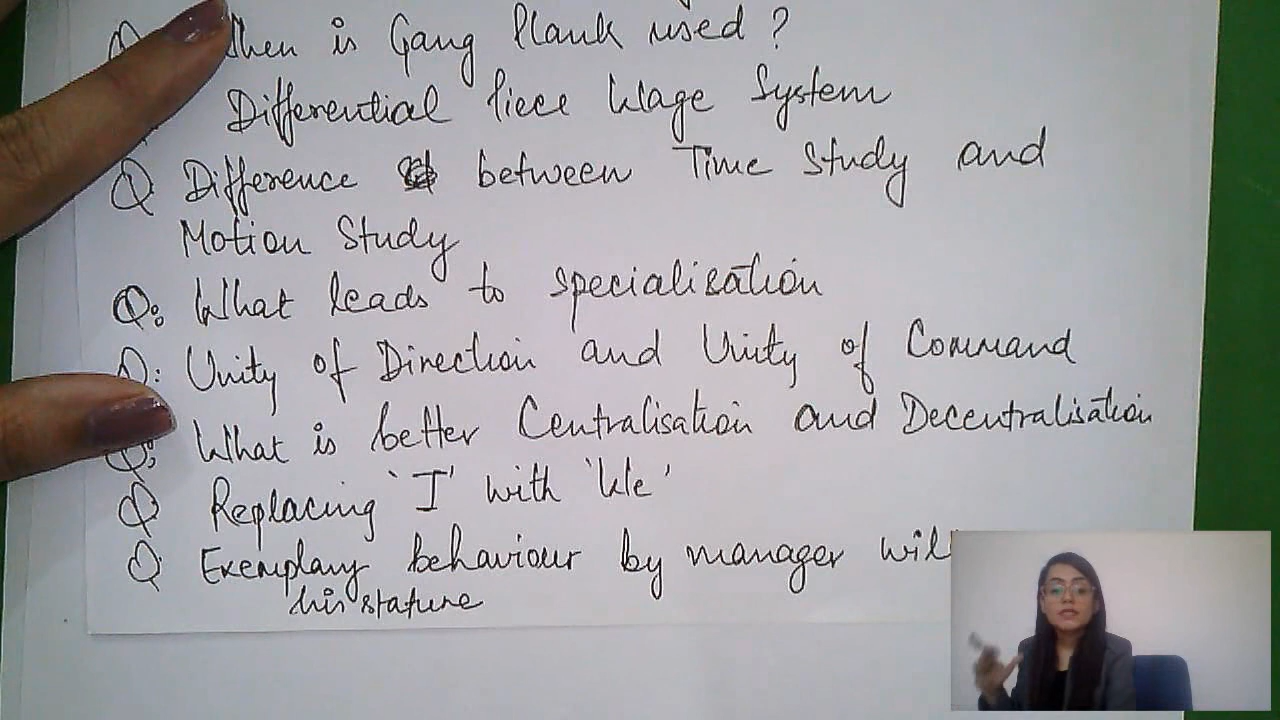 Q When is Gang Plank used ?
Differential Piece Wage System
Q Difference between Time Study and
Motion Study
Q: What leads to specialisation
Q: Unity of Direction and Unity of Command
Q: What is better Centralisation and Decentralisation
Q Replacing 'I' with 'We'
Q Exemplary behaviour by manager will
his stature